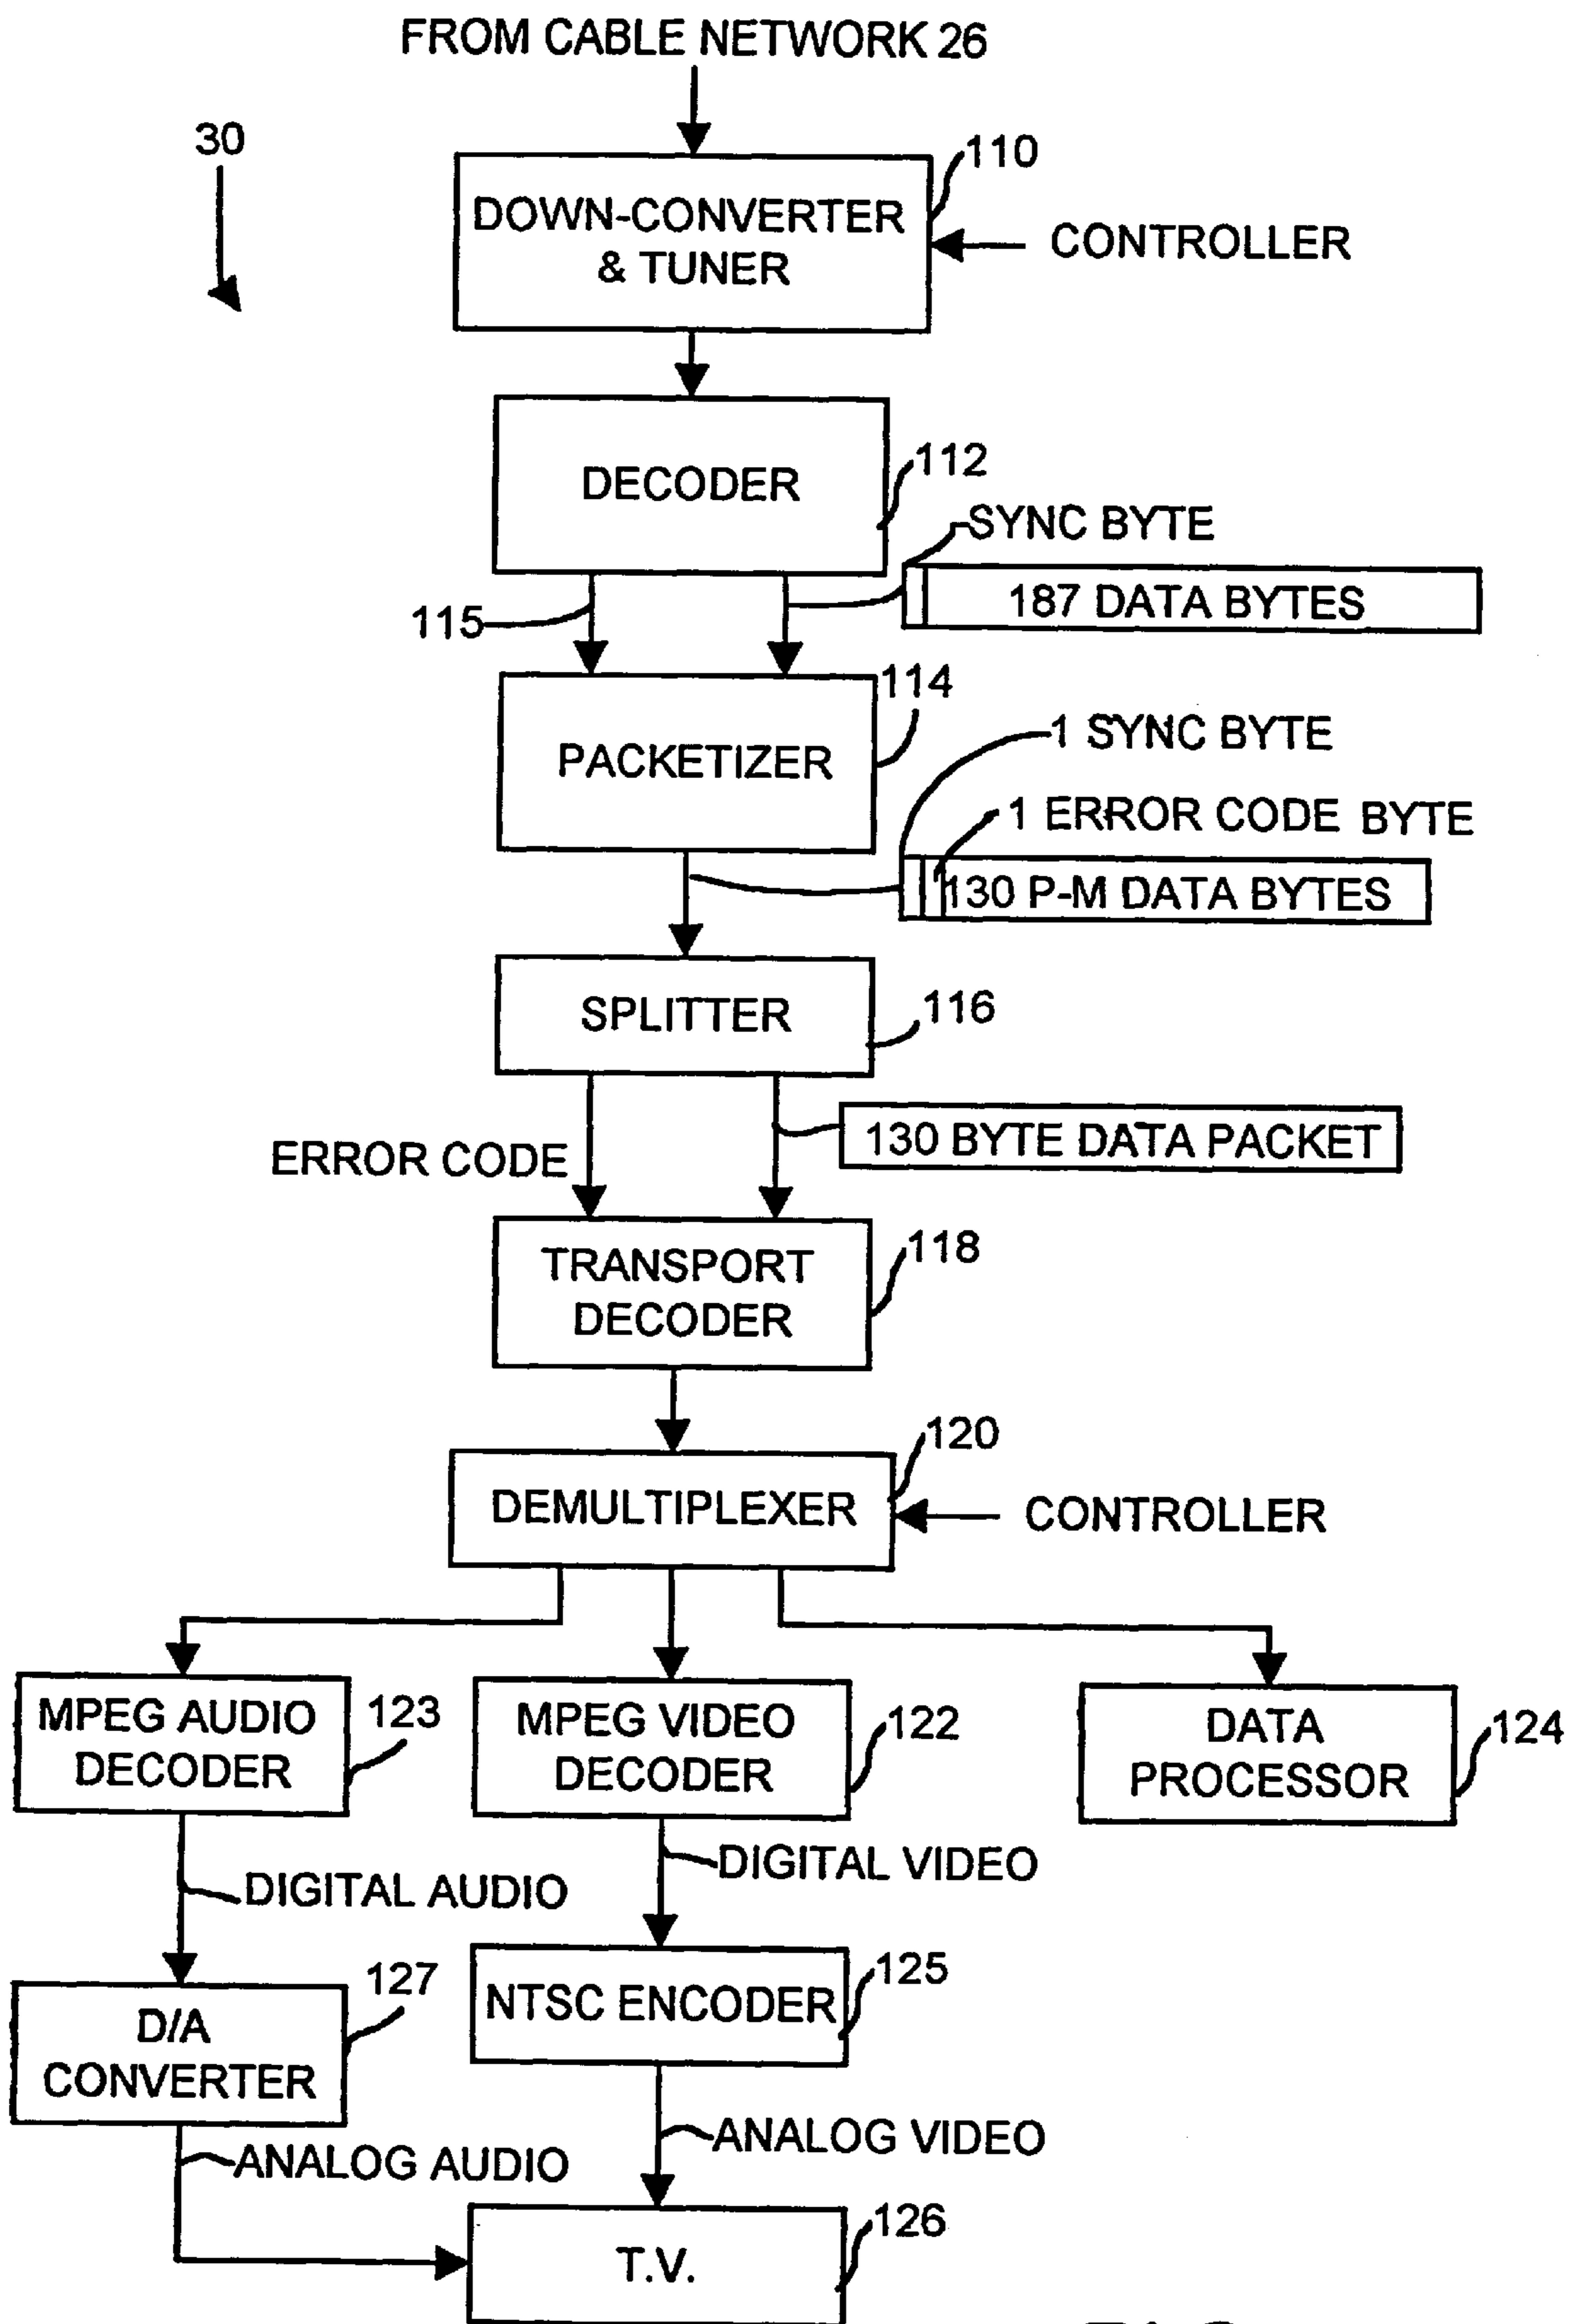 FROM CABLE NETWORK 26
30
110
DOWN-CONVERTER
& TUNER
CONTROLLER
DECODER
112
SYNC BYTE
187 DATA BYTES
115
114
PACKETIZER
1 SYNC BYTE
1 ERROR CODE BYTE
130 P-M DATA BYTES
SPLITTER
116
ERROR CODE
130 BYTE DATA PACKET
TRANSPORT
DECODER
118
120
DEMULTIPLEXER
CONTROLLER
MPEG AUDIO
DECODER
123
MPEG VIDEO
DECODER
122
DATA
PROCESSOR
124
DIGITAL AUDIO
DIGITAL VIDEO
127
D/A
CONVERTER
NTSC ENCODER
125
ANALOG AUDIO
ANALOG VIDEO
T.V.
126